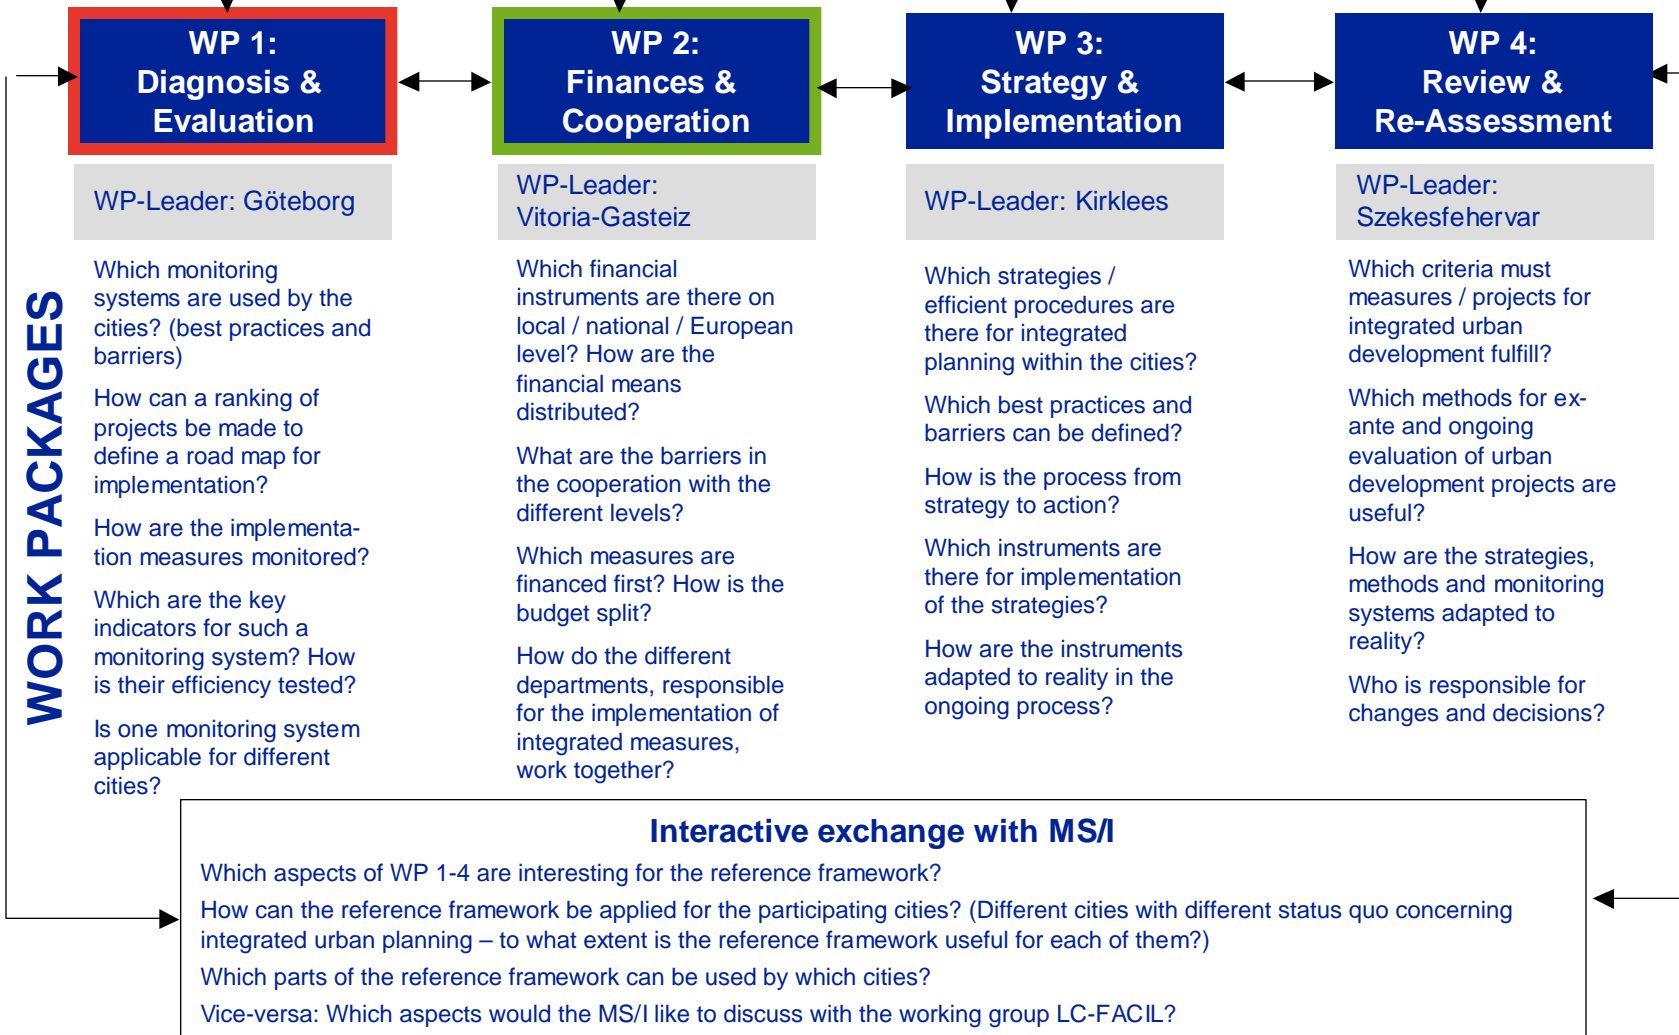 WORK PACKAGES
WP 1:
Diagnosis &
Evaluation
WP-Leader: Göteborg
Which monitoring
systems are used by the
cities? (best practices and
barriers)
How can a ranking of
projects be made to
define a road map for
implementation?
How are the implementa-
tion measures monitored?
Which are the key
indicators for such a
monitoring system? How
is their efficiency tested?
Is one monitoring system
applicable for different
cities?
WP 2:
Finances &
Cooperation
WP-Leader:
Vitoria-Gasteiz
Which financial
instruments are there on
local / national / European
level? How are the
financial means
distributed?
What are the barriers in
the cooperation with the
different levels?
Which measures are
financed first? How is the
budget split?
How do the different
departments, responsible
for the implementation of
integrated measures,
work together?
WP 3:
Strategy &
Implementation
WP-Leader: Kirklees
Which strategies /
efficient procedures are
there for integrated
planning within the cities?
Which best practices and
barriers can be defined?
How is the process from
strategy to action?
Which instruments are
there for implementation
of the strategies?
How are the instruments
adapted to reality in the
ongoing process?
WP 4:
Review &
Re-Assessment
WP-Leader:
Szekesfehervar
Which criteria must
measures / projects for
integrated urban
development fulfill?
Which methods for ex-
ante and ongoing
evaluation of urban
development projects are
useful?
How are the strategies,
methods and monitoring
systems adapted to
reality?
Who is responsible for
changes and decisions?
Interactive exchange with MS/I
Which aspects of WP 1-4 are interesting for the reference framework?
How can the reference framework be applied for the participating cities? (Different cities with different status quo concerning
integrated urban planning – to what extent is the reference framework useful for each of them?)
Which parts of the reference framework can be used by which cities?
Vice-versa: Which aspects would the MS/I like to discuss with the working group LC-FACIL?